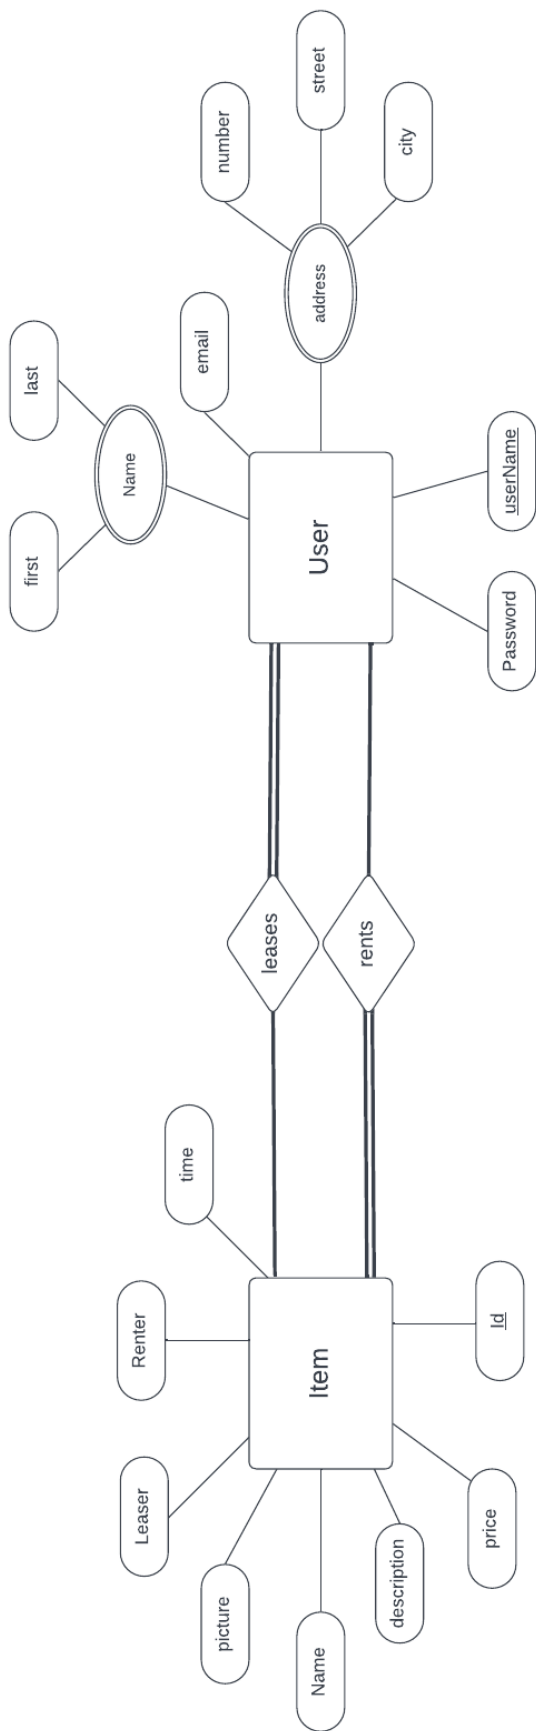 first
last
Leaser
Renter
Name
time
email
picture
number
leases
Name
Item
User
address
street
rents
description
city
price
Id
Password
userName